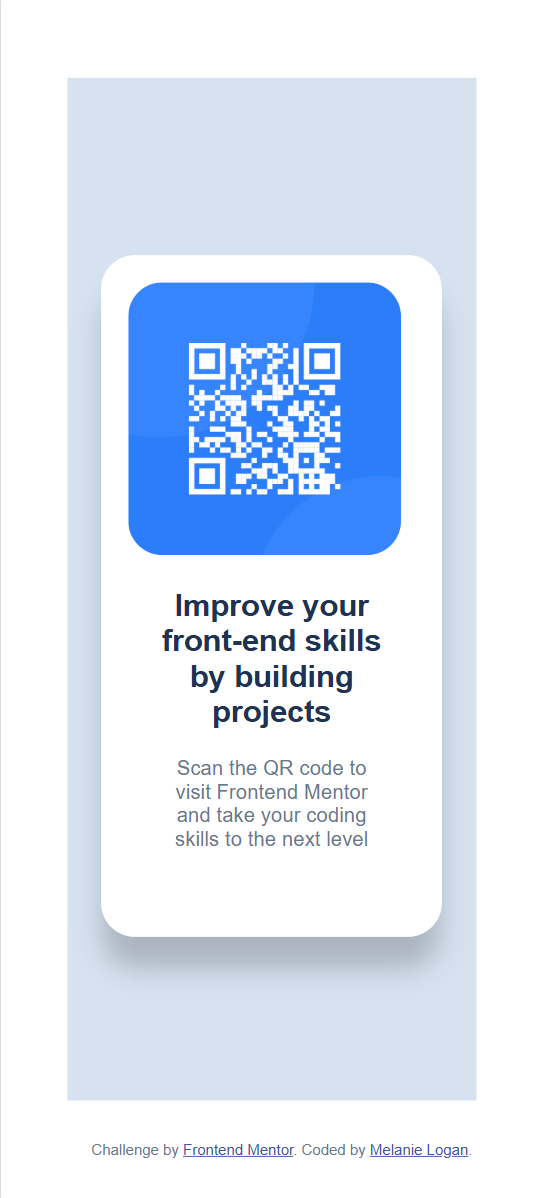 Improve your
front-end skills
by building
projects
Scan the QR code to
visit Frontend Mentor
and take your coding
skills to the next level
Challenge by Frontend Mentor. Coded by Melanie Logan.